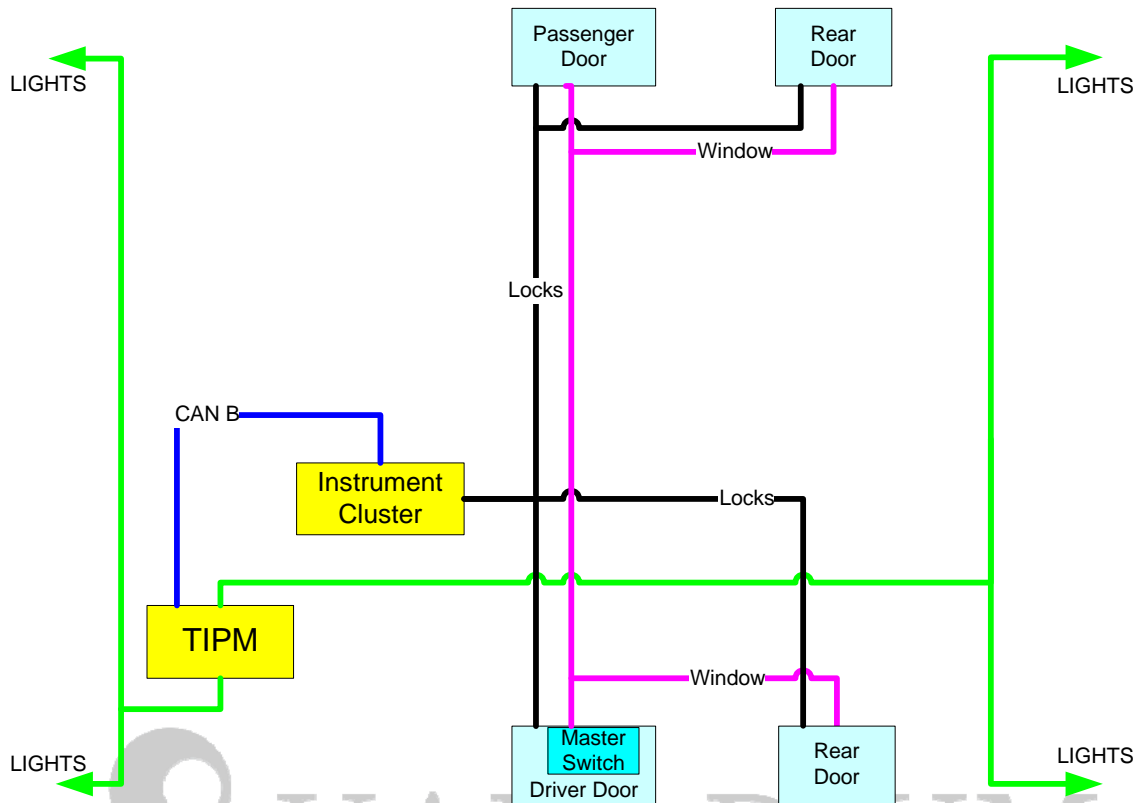 Passenger
Door
Rear
Door
LIGHTS
LIGHTS
Window
Locks
CAN B
Instrument
Cluster
Locks
TIPM
Window
Master
Switch
Driver Door
Rear
Door
LIGHTS
LIGHTS